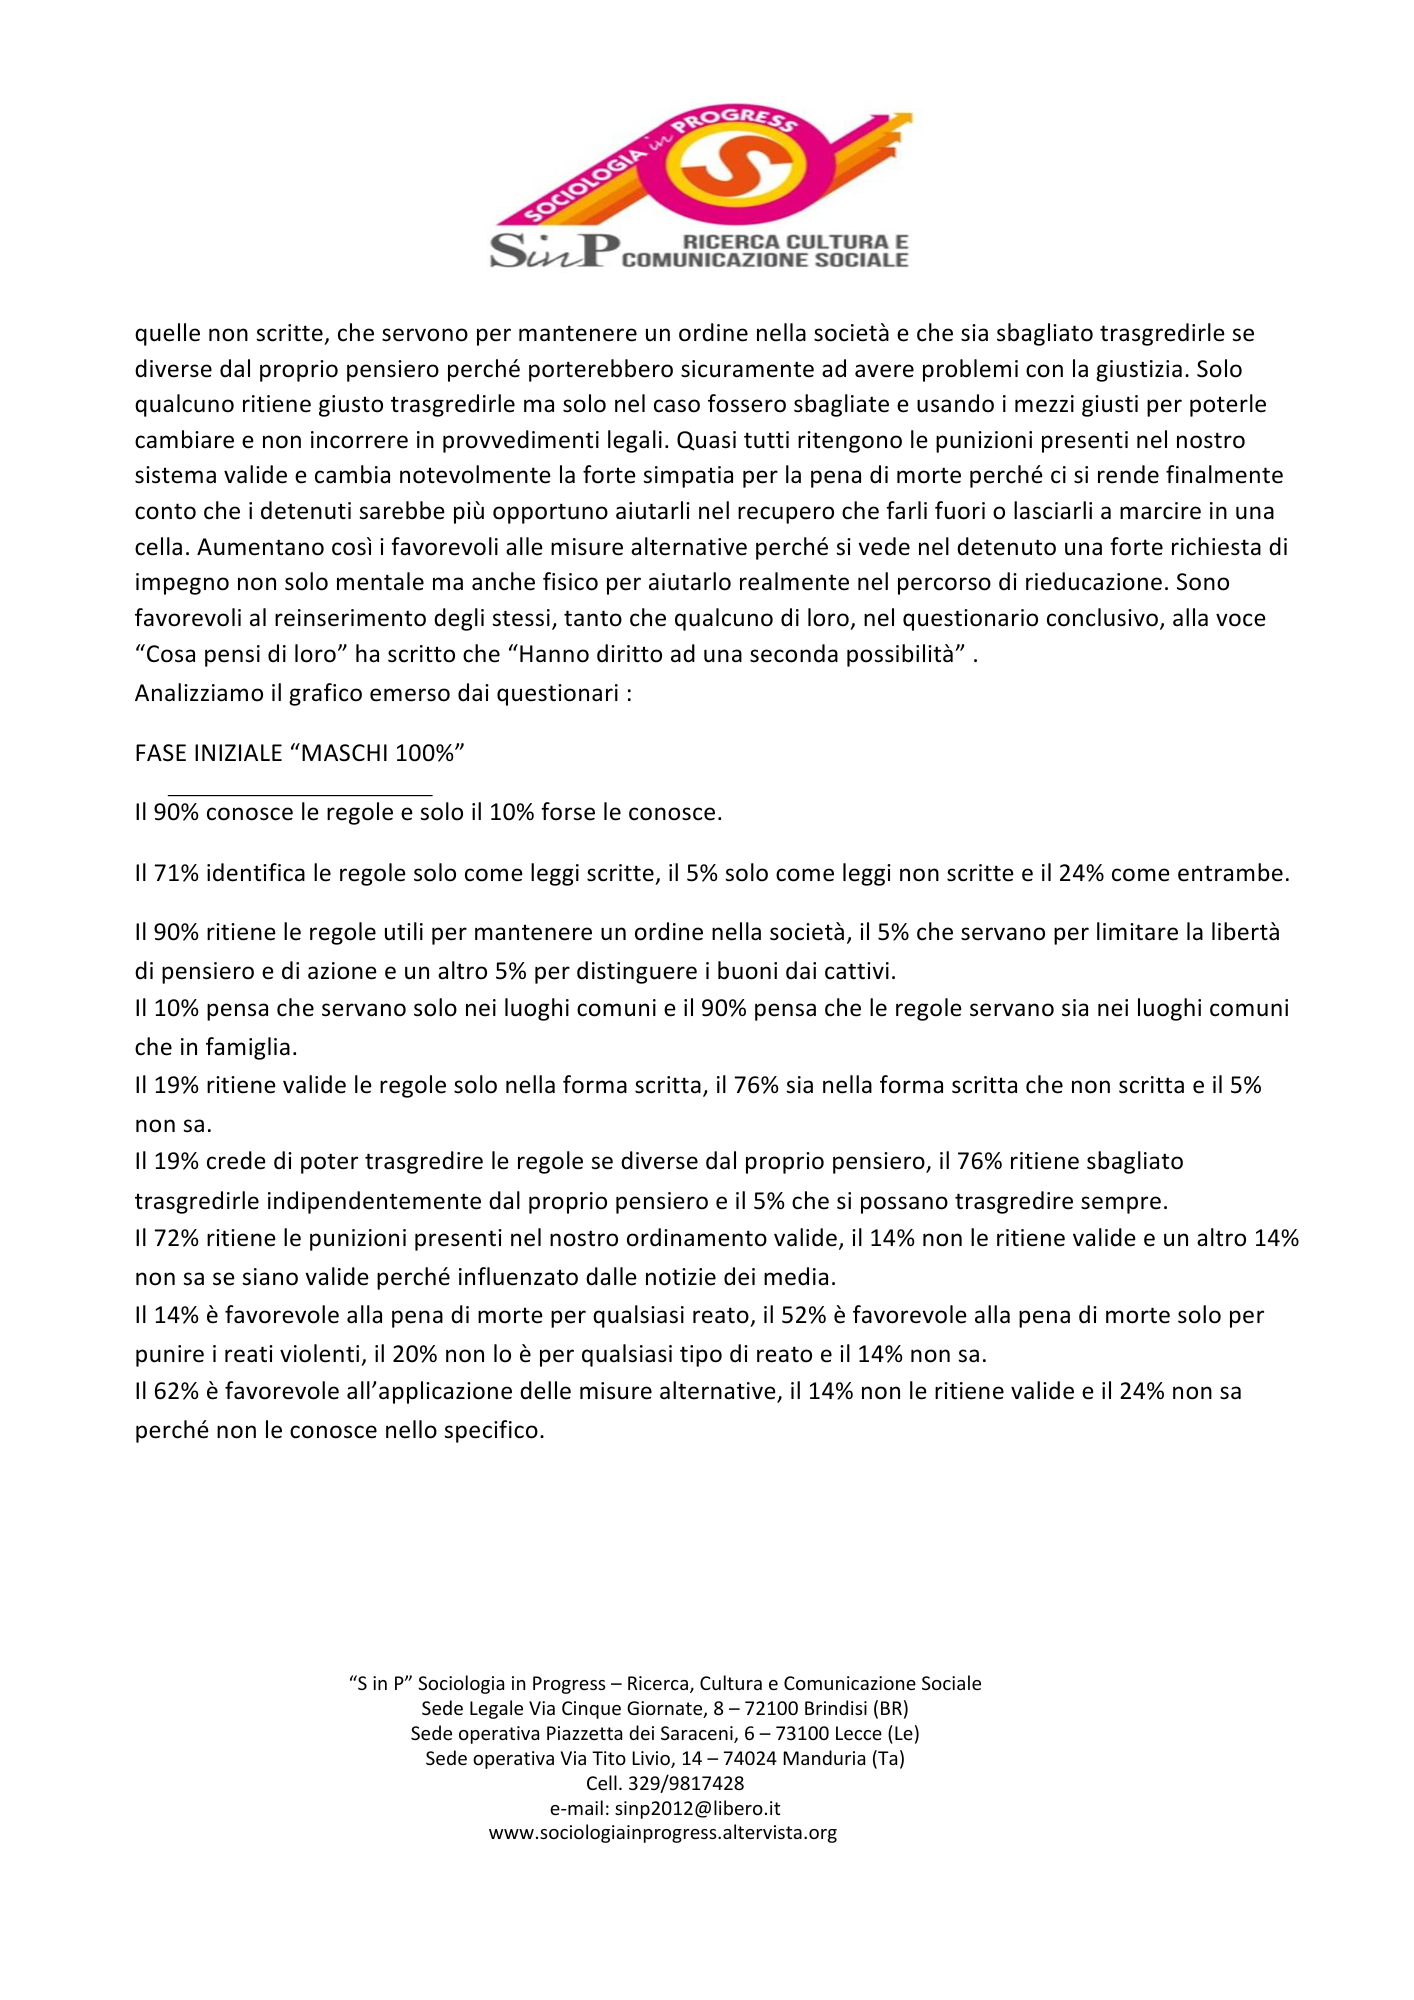 SOCIOLOGIA in PROGRESS
S
SinP RICERCA CULTURA E
COMUNICAZIONE SOCIALE
quelle non scritte, che servono per mantenere un ordine nella società e che sia sbagliato trasgredirle se
diverse dal proprio pensiero perché porterebbero sicuramente ad avere problemi con la giustizia. Solo
qualcuno ritiene giusto trasgredirle ma solo nel caso fossero sbagliate e usando i mezzi giusti per poterle
cambiare e non incorrere in provvedimenti legali. Quasi tutti ritengono le punizioni presenti nel nostro
sistema valide e cambia notevolmente la forte simpatia per la pena di morte perché ci si rende finalmente
conto che i detenuti sarebbe più opportuno aiutarli nel recupero che farli fuori o lasciarli a marcire in una
cella. Aumentano così i favorevoli alle misure alternative perché si vede nel detenuto una forte richiesta di
impegno non solo mentale ma anche fisico per aiutarlo realmente nel percorso di rieducazione. Sono
favorevoli al reinserimento degli stessi, tanto che qualcuno di loro, nel questionario conclusivo, alla voce
“Cosa pensi di loro” ha scritto che “Hanno diritto ad una seconda possibilità” .
Analizziamo il grafico emerso dai questionari :
FASE INIZIALE “MASCHI 100%”
Il 90% conosce le regole e solo il 10% forse le conosce.
Il 71% identifica le regole solo come leggi scritte, il 5% solo come leggi non scritte e il 24% come entrambe.
Il 90% ritiene le regole utili per mantenere un ordine nella società, il 5% che servano per limitare la libertà
di pensiero e di azione e un altro 5% per distinguere i buoni dai cattivi.
Il 10% pensa che servano solo nei luoghi comuni e il 90% pensa che le regole servano sia nei luoghi comuni
che in famiglia.
Il 19% ritiene valide le regole solo nella forma scritta, il 76% sia nella forma scritta che non scritta e il 5%
non sa.
Il 19% crede di poter trasgredire le regole se diverse dal proprio pensiero, il 76% ritiene sbagliato
trasgredirle indipendentemente dal proprio pensiero e il 5% che si possano trasgredire sempre.
Il 72% ritiene le punizioni presenti nel nostro ordinamento valide, il 14% non le ritiene valide e un altro 14%
non sa se siano valide perché influenzato dalle notizie dei media.
Il 14% è favorevole alla pena di morte per qualsiasi reato, il 52% è favorevole alla pena di morte solo per
punire i reati violenti, il 20% non lo è per qualsiasi tipo di reato e il 14% non sa.
Il 62% è favorevole all’applicazione delle misure alternative, il 14% non le ritiene valide e il 24% non sa
perché non le conosce nello specifico.
“S in P” Sociologia in Progress – Ricerca, Cultura e Comunicazione Sociale
Sede Legale Via Cinque Giornate, 8 – 72100 Brindisi (BR)
Sede operativa Piazzetta dei Saraceni, 6 – 73100 Lecce (Le)
Sede operativa Via Tito Livio, 14 – 74024 Manduria (Ta)
Cell. 329/9817428
e-mail: sinp2012@libero.it
www.sociologiainprogress.altervista.org